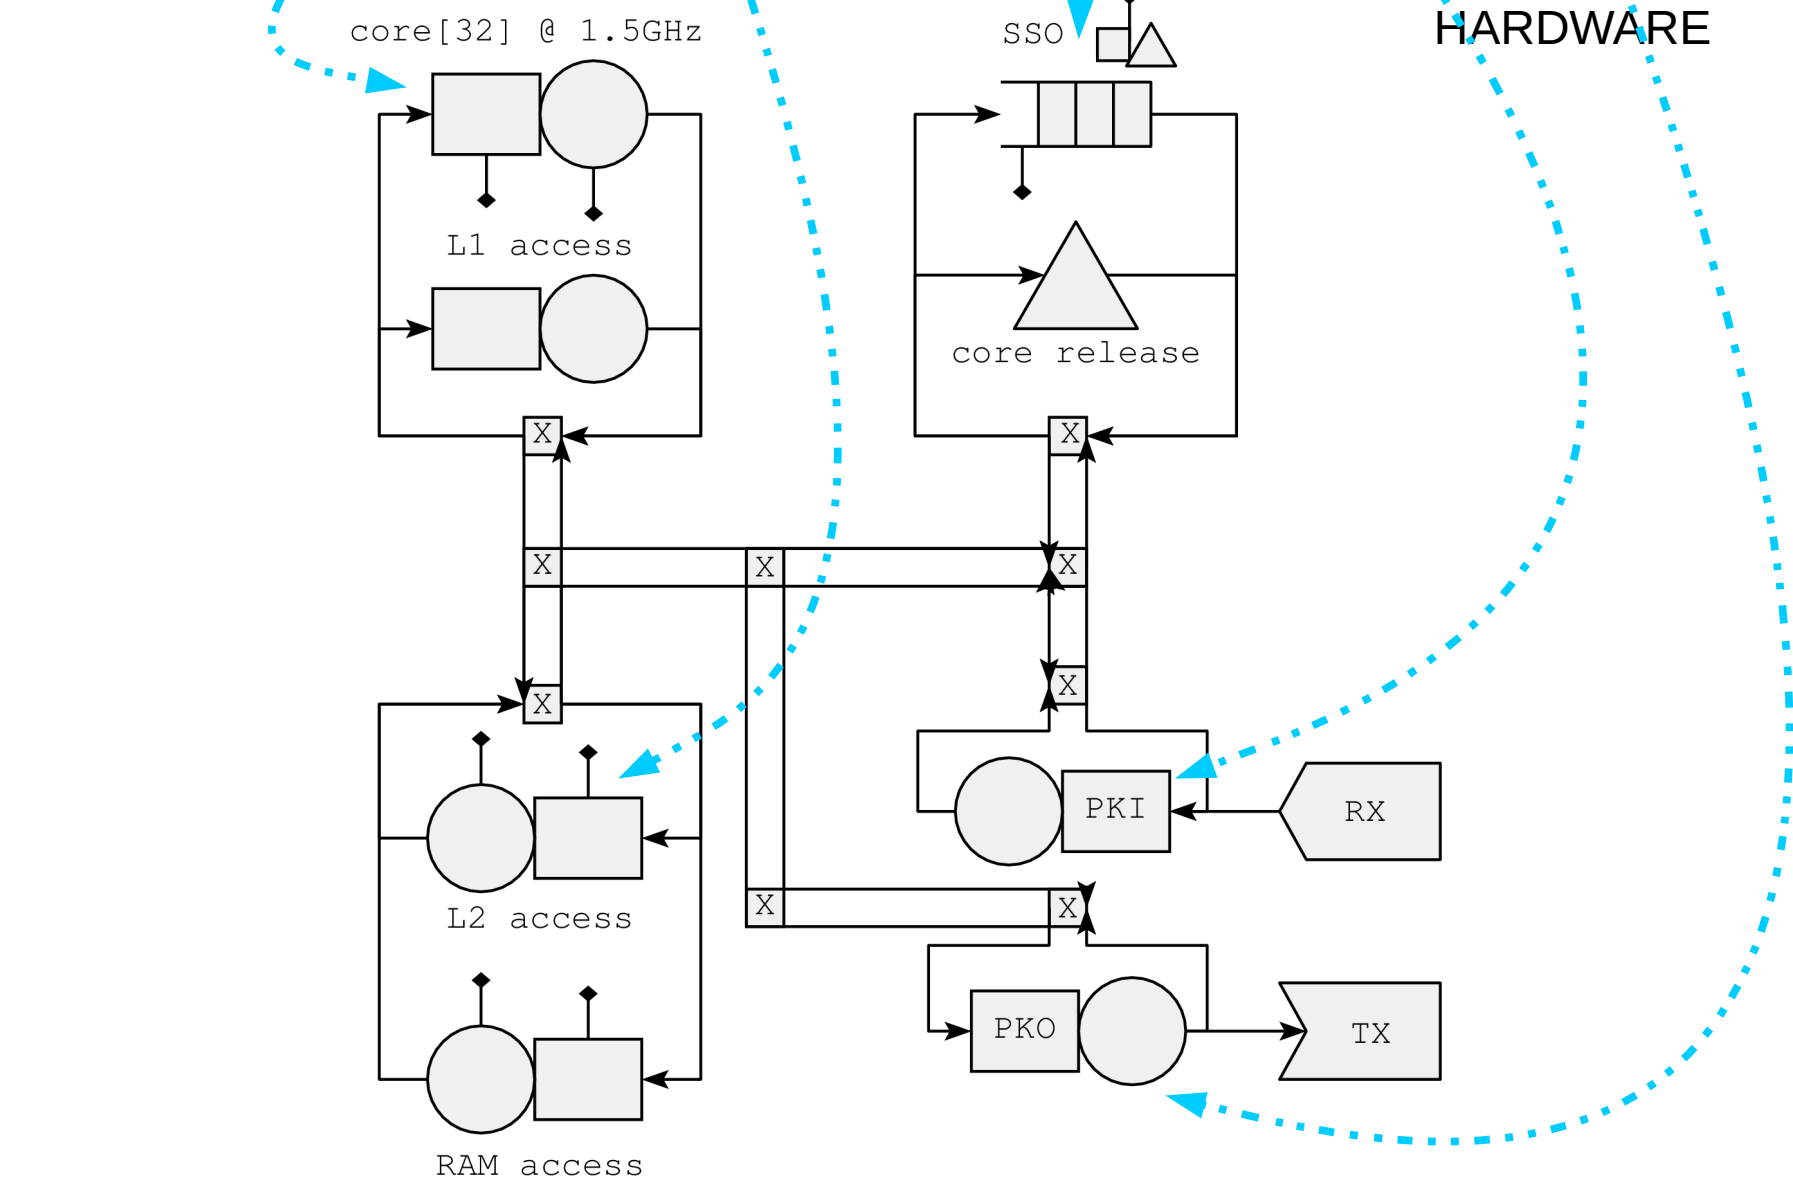 core[32] @ 1.5GHz
SSO
HARDWARE
L1 access
core release
X
X
X
X
X
X
X
PKI
RX
L2 access
X
X
PKO
TX
RAM access